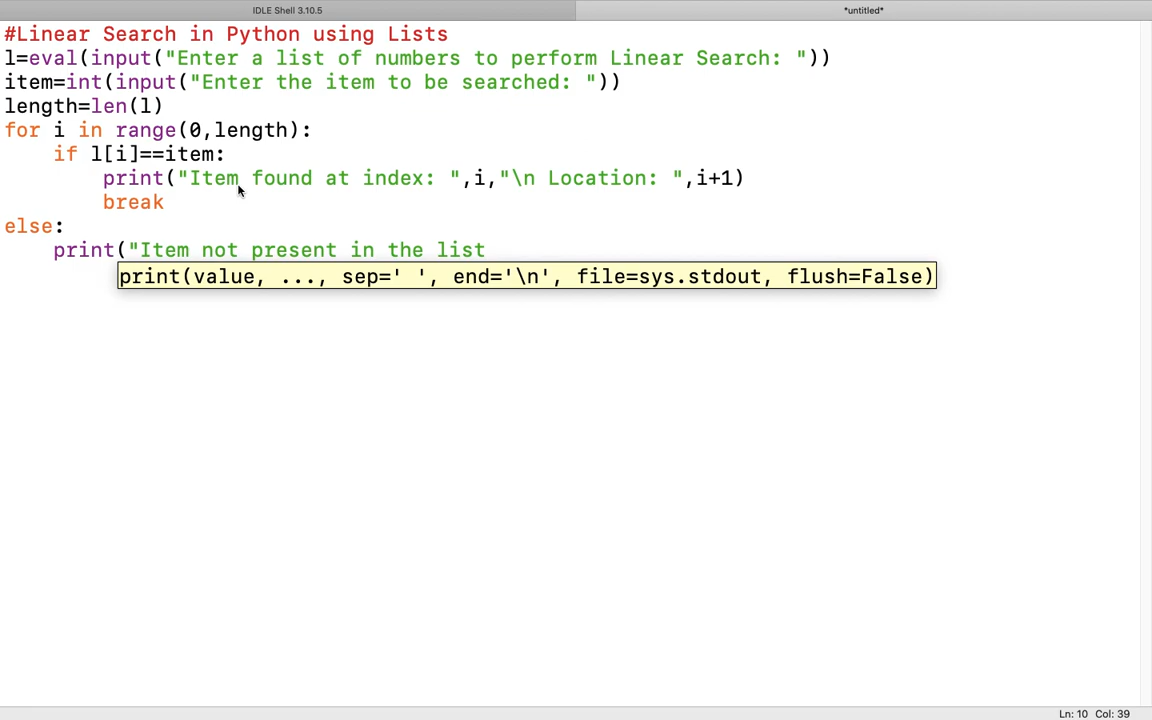 IDLE Shell 3.10.5
*untitled*
#Linear Search in Python using Lists
l=eval(input("Enter a list of numbers to perform Linear Search: "))
item=int(input("Enter the item to be searched: "))
length=len(l)
for i in range(0,length):
    if l[i]==item:
        print("Item found at index: ",i,"\n Location: ",i+1)
        break
else:
    print("Item not present in the list
print(value, ..., sep=' ', end='\n', file=sys.stdout, flush=False)
Ln: 10 Col: 39